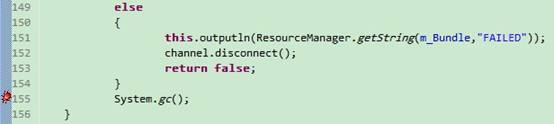 149 else
150 {
151 this.outputln(ResourceManager.getString(m_Bundle,"FAILED"));
152 channel.disconnect();
153 return false;
154 }
155 System.gc();
156 }